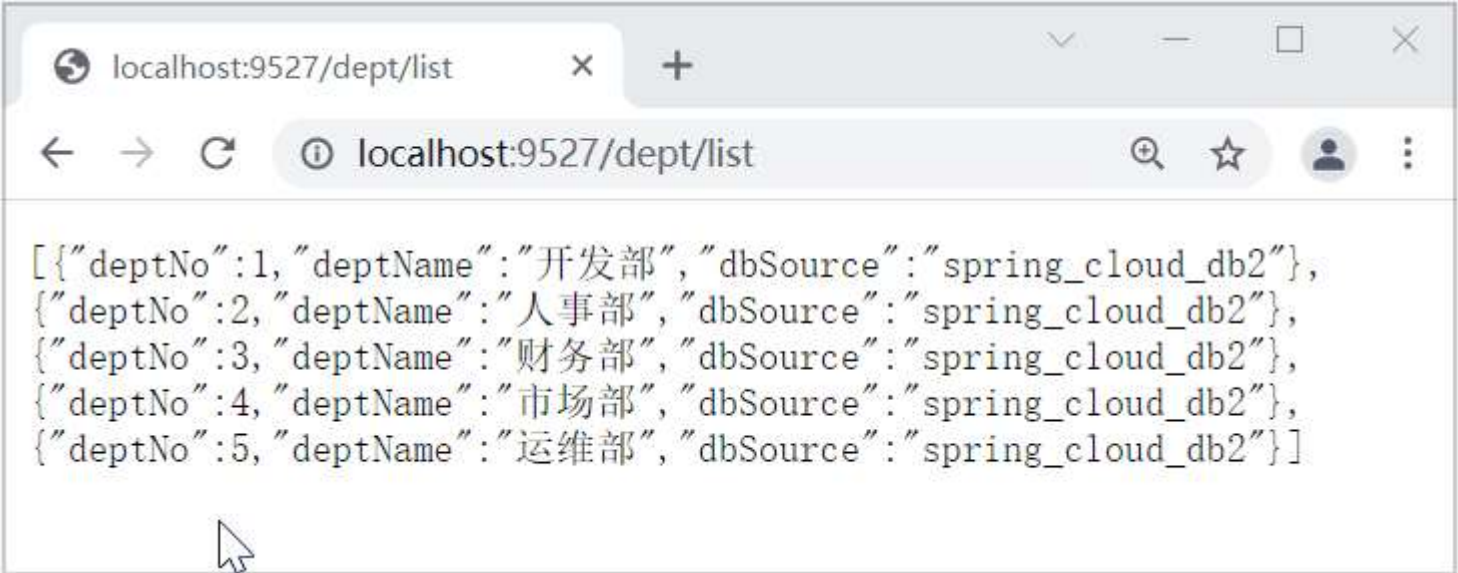 localhost:9527/dept/list
localhost:9527/dept/list
[{"deptNo":1,"deptName":"开发部","dbSource":"spring_cloud_db2"},
{"deptNo":2,"deptName":"人事部","dbSource":"spring_cloud_db2"},
{"deptNo":3,"deptName":"财务部","dbSource":"spring_cloud_db2"},
{"deptNo":4,"deptName":"市场部","dbSource":"spring_cloud_db2"},
{"deptNo":5,"deptName":"运维部","dbSource":"spring_cloud_db2"}]